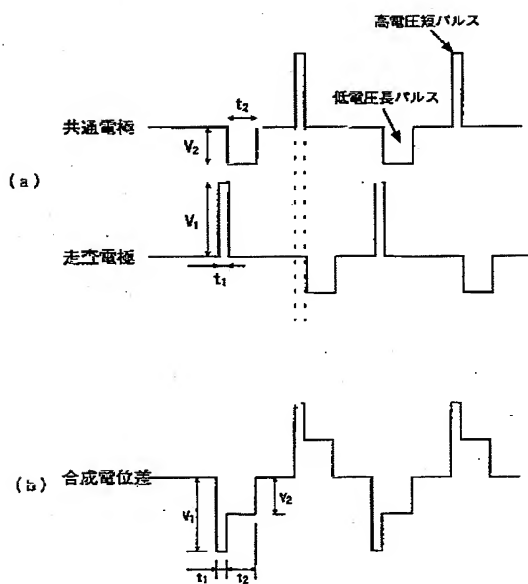 高電圧短パルス
t₂
低電圧長パルス
共通電極
V₂
(a)
V₁
走査電極
t₁
(b)
合成電位差
V₁
V₂
t₁
t₂